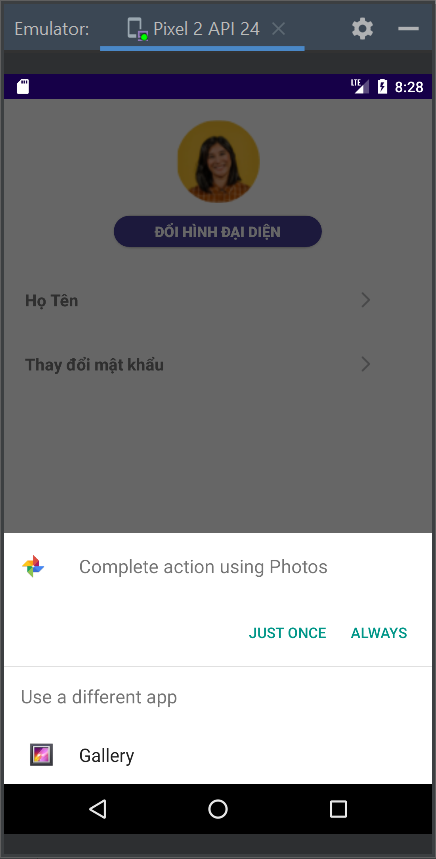 Emulator: Pixel 2 API 24
LTE 8:28
ĐỔI HÌNH ĐẠI DIỆN
Họ Tên
Thay đổi mật khẩu
Complete action using Photos
JUST ONCE ALWAYS
Use a different app
Gallery